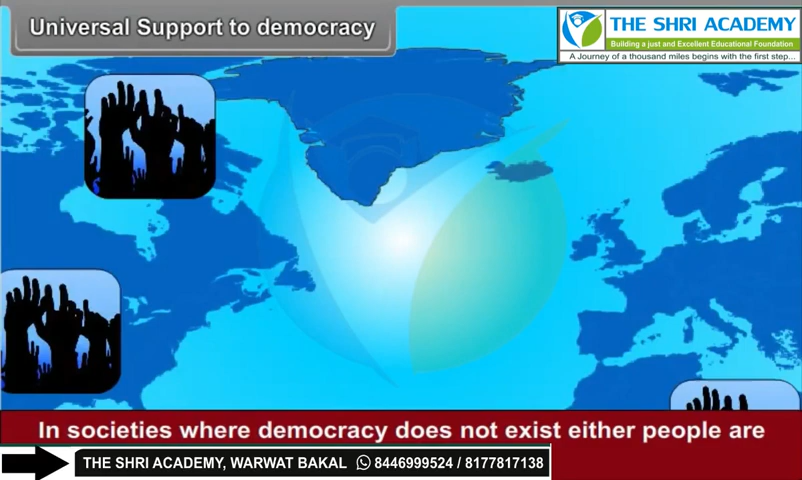 Universal Support to democracy
THE SHRI ACADEMY
Building a just and Excellent Educational Foundation
A Journey of a thousand miles begins with the first step...
In societies where democracy does not exist either people are
THE SHRI ACADEMY, WARWAT BAKAL 8446999524 / 8177817138